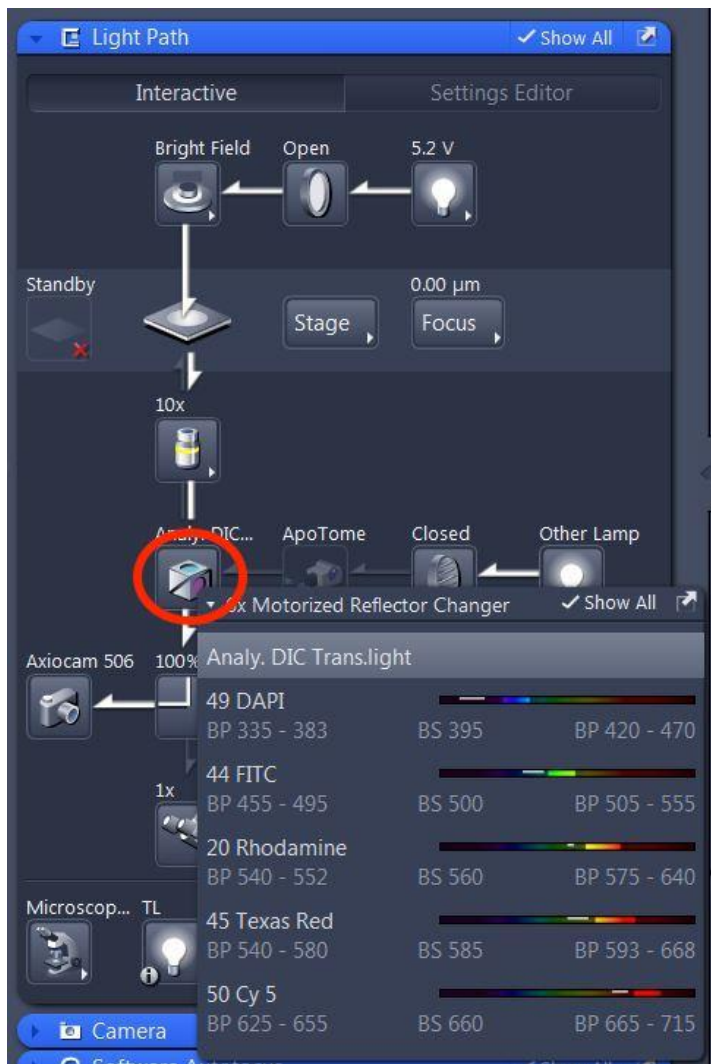 Light Path Show All
Interactive Settings Editor
Bright Field Open 5.2 V
Standby 0.00 µm
Stage Focus
10x
Analy. DIC... ApoTome Closed Other Lamp
6x Motorized Reflector Changer Show All
Analy. DIC Trans.light
Axiocam 506 100%
49 DAPI
BP 335 - 383 BS 395 BP 420 - 470
44 FITC
BP 455 - 495 BS 500 BP 505 - 555
1x
20 Rhodamine
BP 540 - 552 BS 560 BP 575 - 640
Microscop... TL
45 Texas Red
BP 540 - 580 BS 585 BP 593 - 668
50 Cy 5
BP 625 - 655 BS 660 BP 665 - 715
Camera